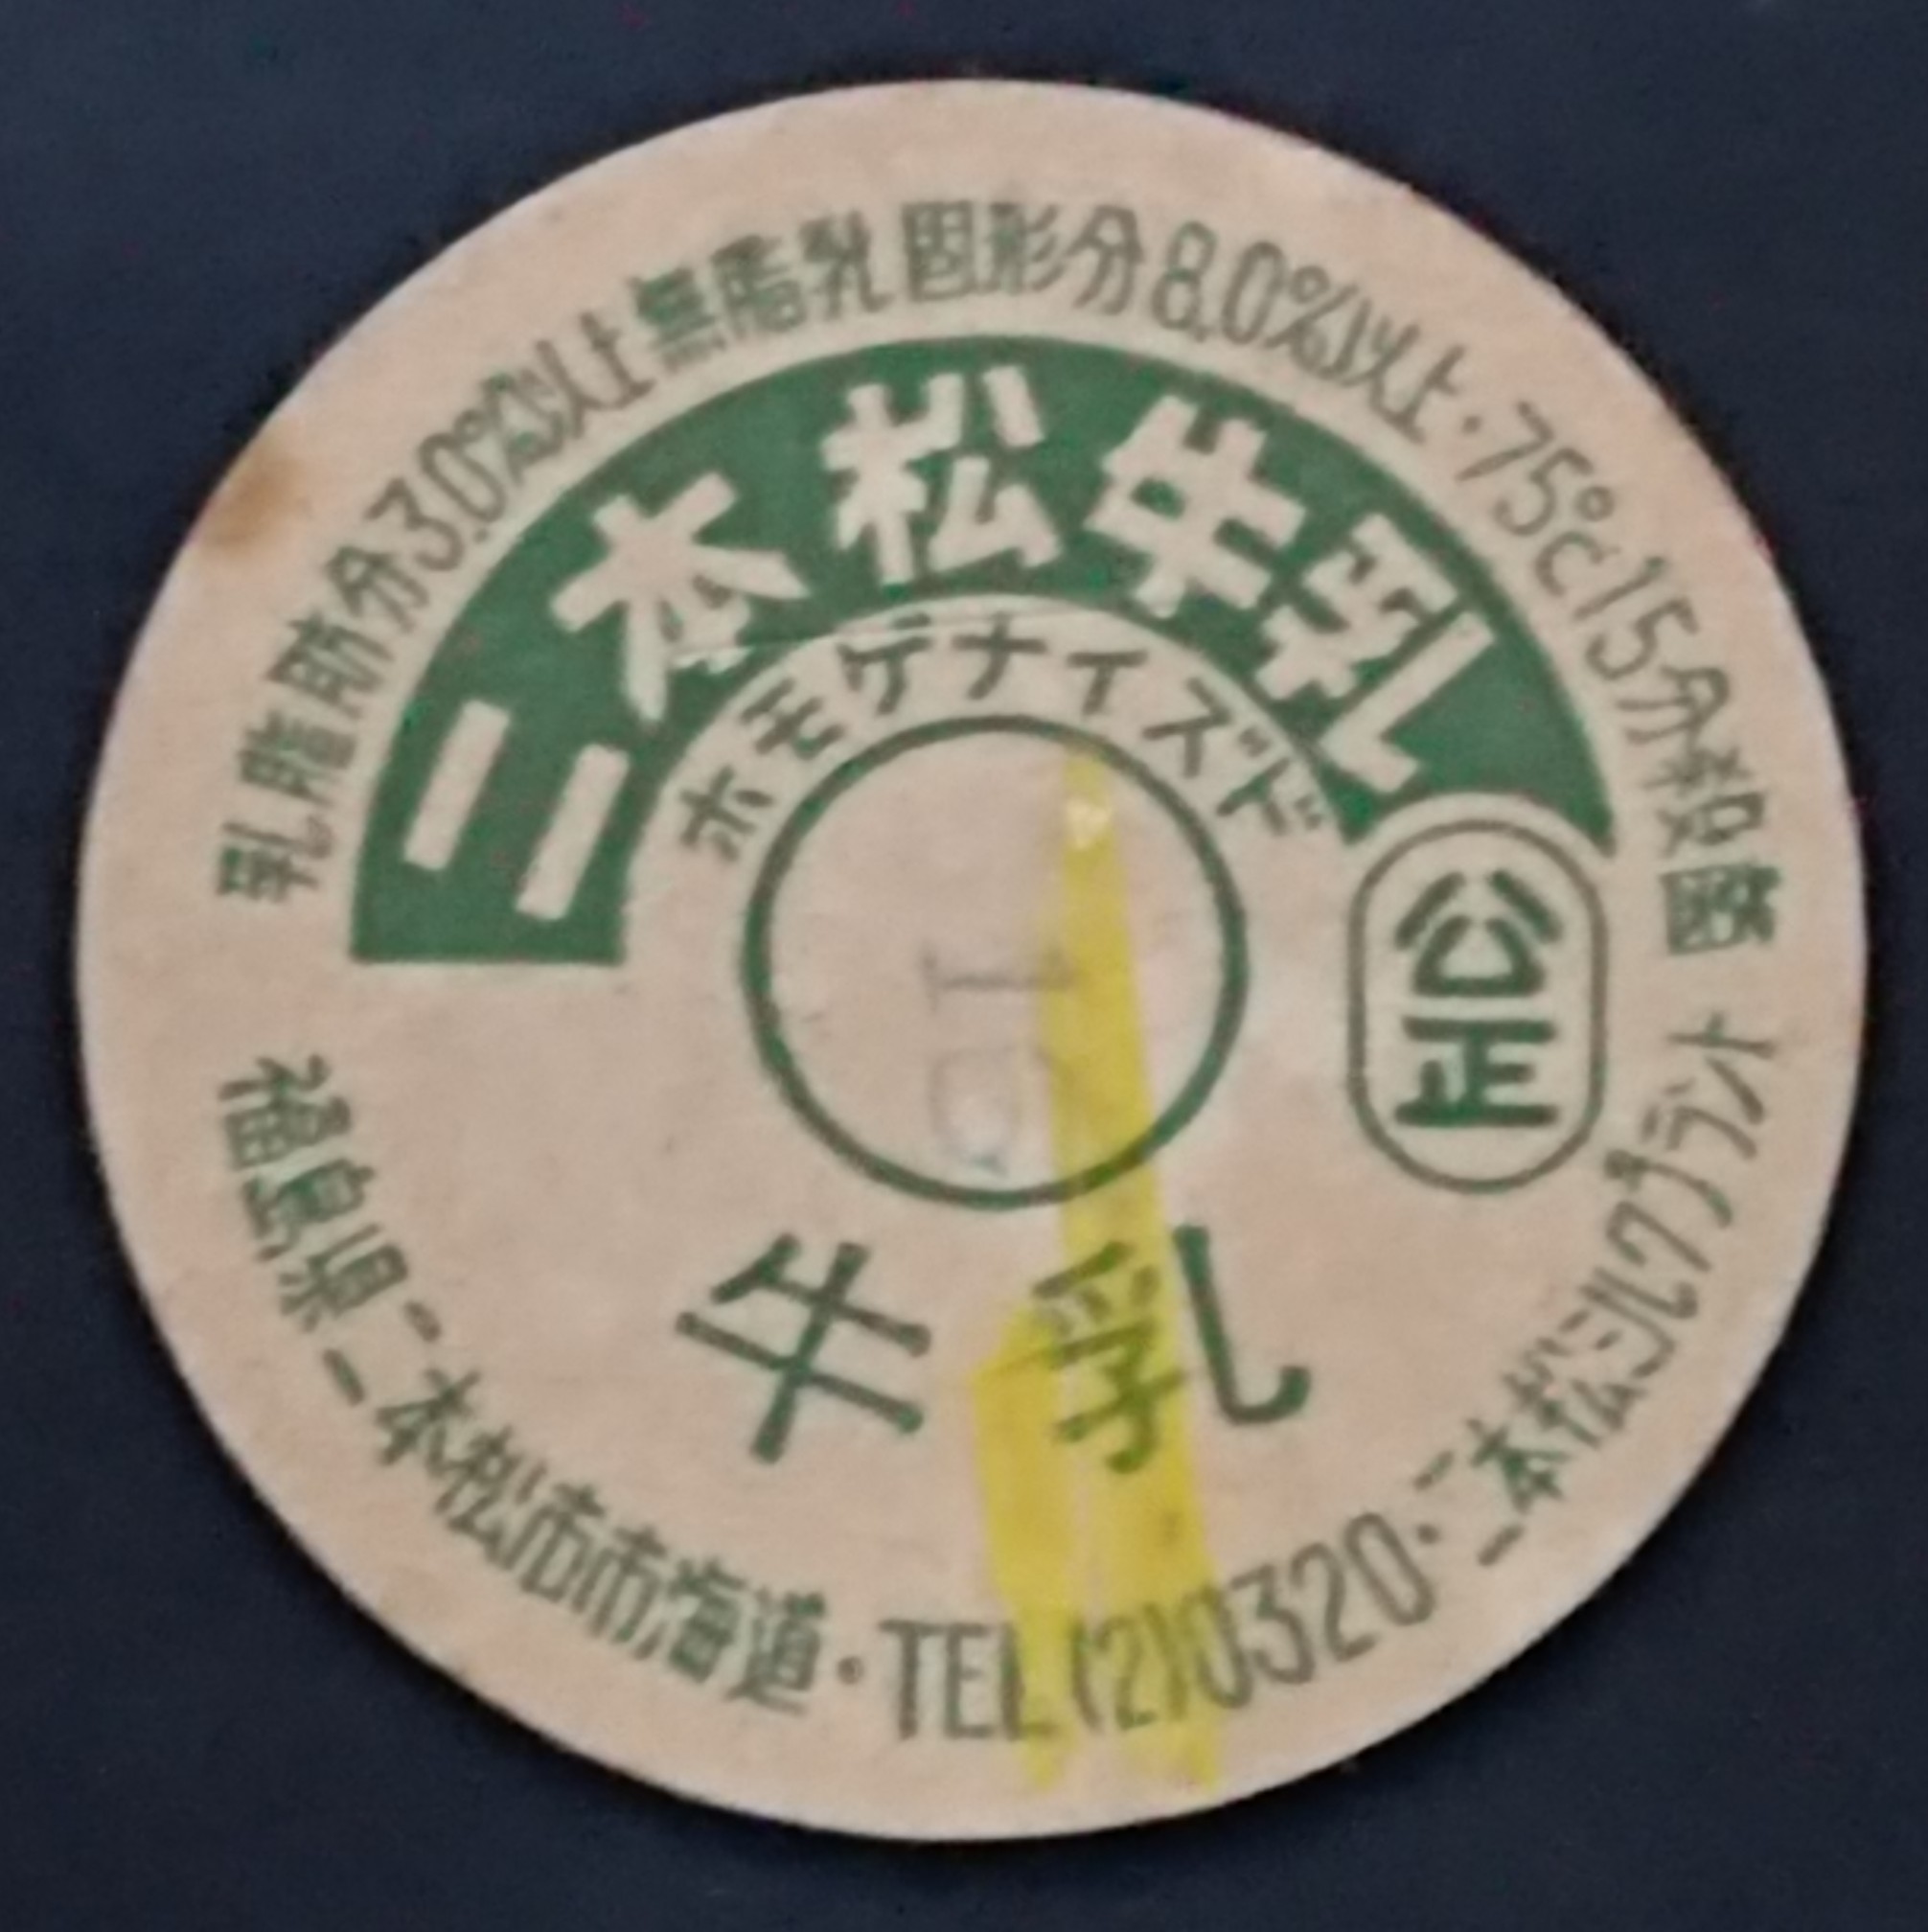 乳脂肪分3.0%以上無脂乳固形分8.0%以上・75°C15分殺菌
二本松牛乳
ホモゲナイズド
公正
牛乳
福島県二本松市市海道・TEL(2)0320・二本松ミルクプラント